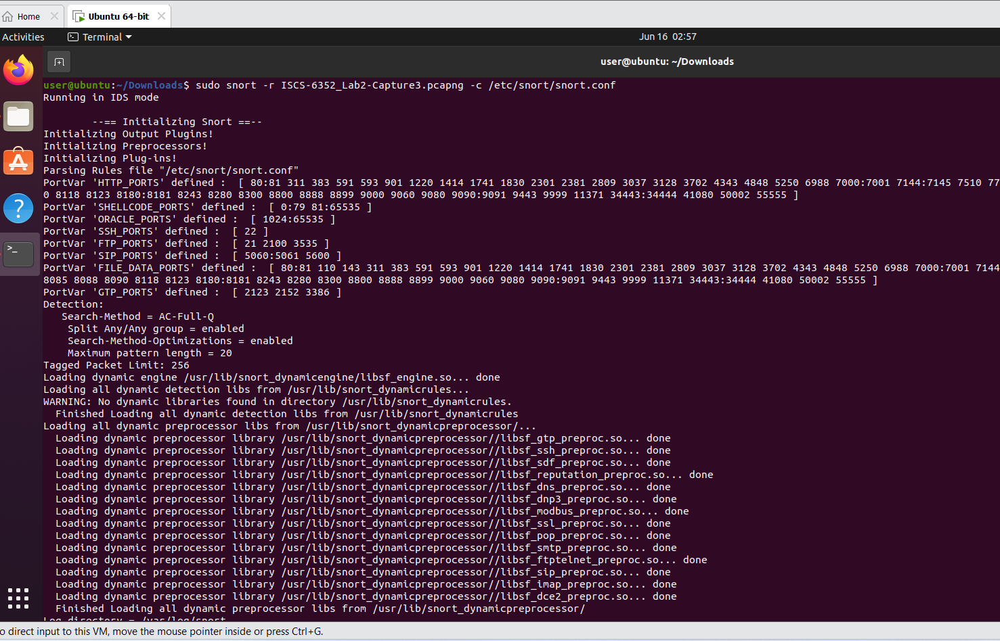 Home
Ubuntu 64-bit
Activities
Terminal
Jun 16 02:57
user@ubuntu: ~/Downloads
user@ubuntu:~/Downloads$ sudo snort -r ISCS-6352_Lab2-Capture3.pcapng -c /etc/snort/snort.conf
Running in IDS mode
--== Initializing Snort ==--
Initializing Output Plugins!
Initializing Preprocessors!
Initializing Plug-ins!
Parsing Rules file "/etc/snort/snort.conf"
PortVar 'HTTP_PORTS' defined :  [ 80:81 311 383 591 593 901 1220 1414 1741 1830 2301 2381 2809 3037 3128 3702 4343 4848 5250 6988 7000:7001 7144:7145 7510 77
0 8118 8123 8180:8181 8243 8280 8300 8800 8888 8899 9000 9060 9080 9090:9091 9443 9999 11371 34443:34444 41080 50002 55555 ]
PortVar 'SHELLCODE_PORTS' defined :  [ 0:79 81:65535 ]
PortVar 'ORACLE_PORTS' defined :  [ 1024:65535 ]
PortVar 'SSH_PORTS' defined :  [ 22 ]
PortVar 'FTP_PORTS' defined :  [ 21 2100 3535 ]
PortVar 'SIP_PORTS' defined :  [ 5060:5061 5600 ]
PortVar 'FILE_DATA_PORTS' defined :  [ 80:81 110 143 311 383 591 593 901 1220 1414 1741 1830 2301 2381 2809 3037 3128 3702 4343 4848 5250 6988 7000:7001 7144
8085 8088 8090 8118 8123 8180:8181 8243 8280 8300 8800 8888 8899 9000 9060 9080 9090:9091 9443 9999 11371 34443:34444 41080 50002 55555 ]
PortVar 'GTP_PORTS' defined :  [ 2123 2152 3386 ]
Detection:
Search-Method = AC-Full-Q
Split Any/Any group = enabled
Search-Method-Optimizations = enabled
Maximum pattern length = 20
Tagged Packet Limit: 256
Loading dynamic engine /usr/lib/snort_dynamicengine/libsf_engine.so... done
Loading all dynamic detection libs from /usr/lib/snort_dynamicrules...
WARNING: No dynamic libraries found in directory /usr/lib/snort_dynamicrules.
Finished Loading all dynamic detection libs from /usr/lib/snort_dynamicrules
Loading all dynamic preprocessor libs from /usr/lib/snort_dynamicpreprocessor/...
Loading dynamic preprocessor library /usr/lib/snort_dynamicpreprocessor//libsf_gtp_preproc.so... done
Loading dynamic preprocessor library /usr/lib/snort_dynamicpreprocessor//libsf_ssh_preproc.so... done
Loading dynamic preprocessor library /usr/lib/snort_dynamicpreprocessor//libsf_sdf_preproc.so... done
Loading dynamic preprocessor library /usr/lib/snort_dynamicpreprocessor//libsf_reputation_preproc.so... done
Loading dynamic preprocessor library /usr/lib/snort_dynamicpreprocessor//libsf_dns_preproc.so... done
Loading dynamic preprocessor library /usr/lib/snort_dynamicpreprocessor//libsf_dnp3_preproc.so... done
Loading dynamic preprocessor library /usr/lib/snort_dynamicpreprocessor//libsf_modbus_preproc.so... done
Loading dynamic preprocessor library /usr/lib/snort_dynamicpreprocessor//libsf_ssl_preproc.so... done
Loading dynamic preprocessor library /usr/lib/snort_dynamicpreprocessor//libsf_pop_preproc.so... done
Loading dynamic preprocessor library /usr/lib/snort_dynamicpreprocessor//libsf_smtp_preproc.so... done
Loading dynamic preprocessor library /usr/lib/snort_dynamicpreprocessor//libsf_ftptelnet_preproc.so... done
Loading dynamic preprocessor library /usr/lib/snort_dynamicpreprocessor//libsf_sip_preproc.so... done
Loading dynamic preprocessor library /usr/lib/snort_dynamicpreprocessor//libsf_imap_preproc.so... done
Loading dynamic preprocessor library /usr/lib/snort_dynamicpreprocessor//libsf_dce2_preproc.so... done
Finished Loading all dynamic preprocessor libs from /usr/lib/snort_dynamicpreprocessor/
Log directory = /var/log/snort
o direct input to this VM, move the mouse pointer inside or press Ctrl+G.